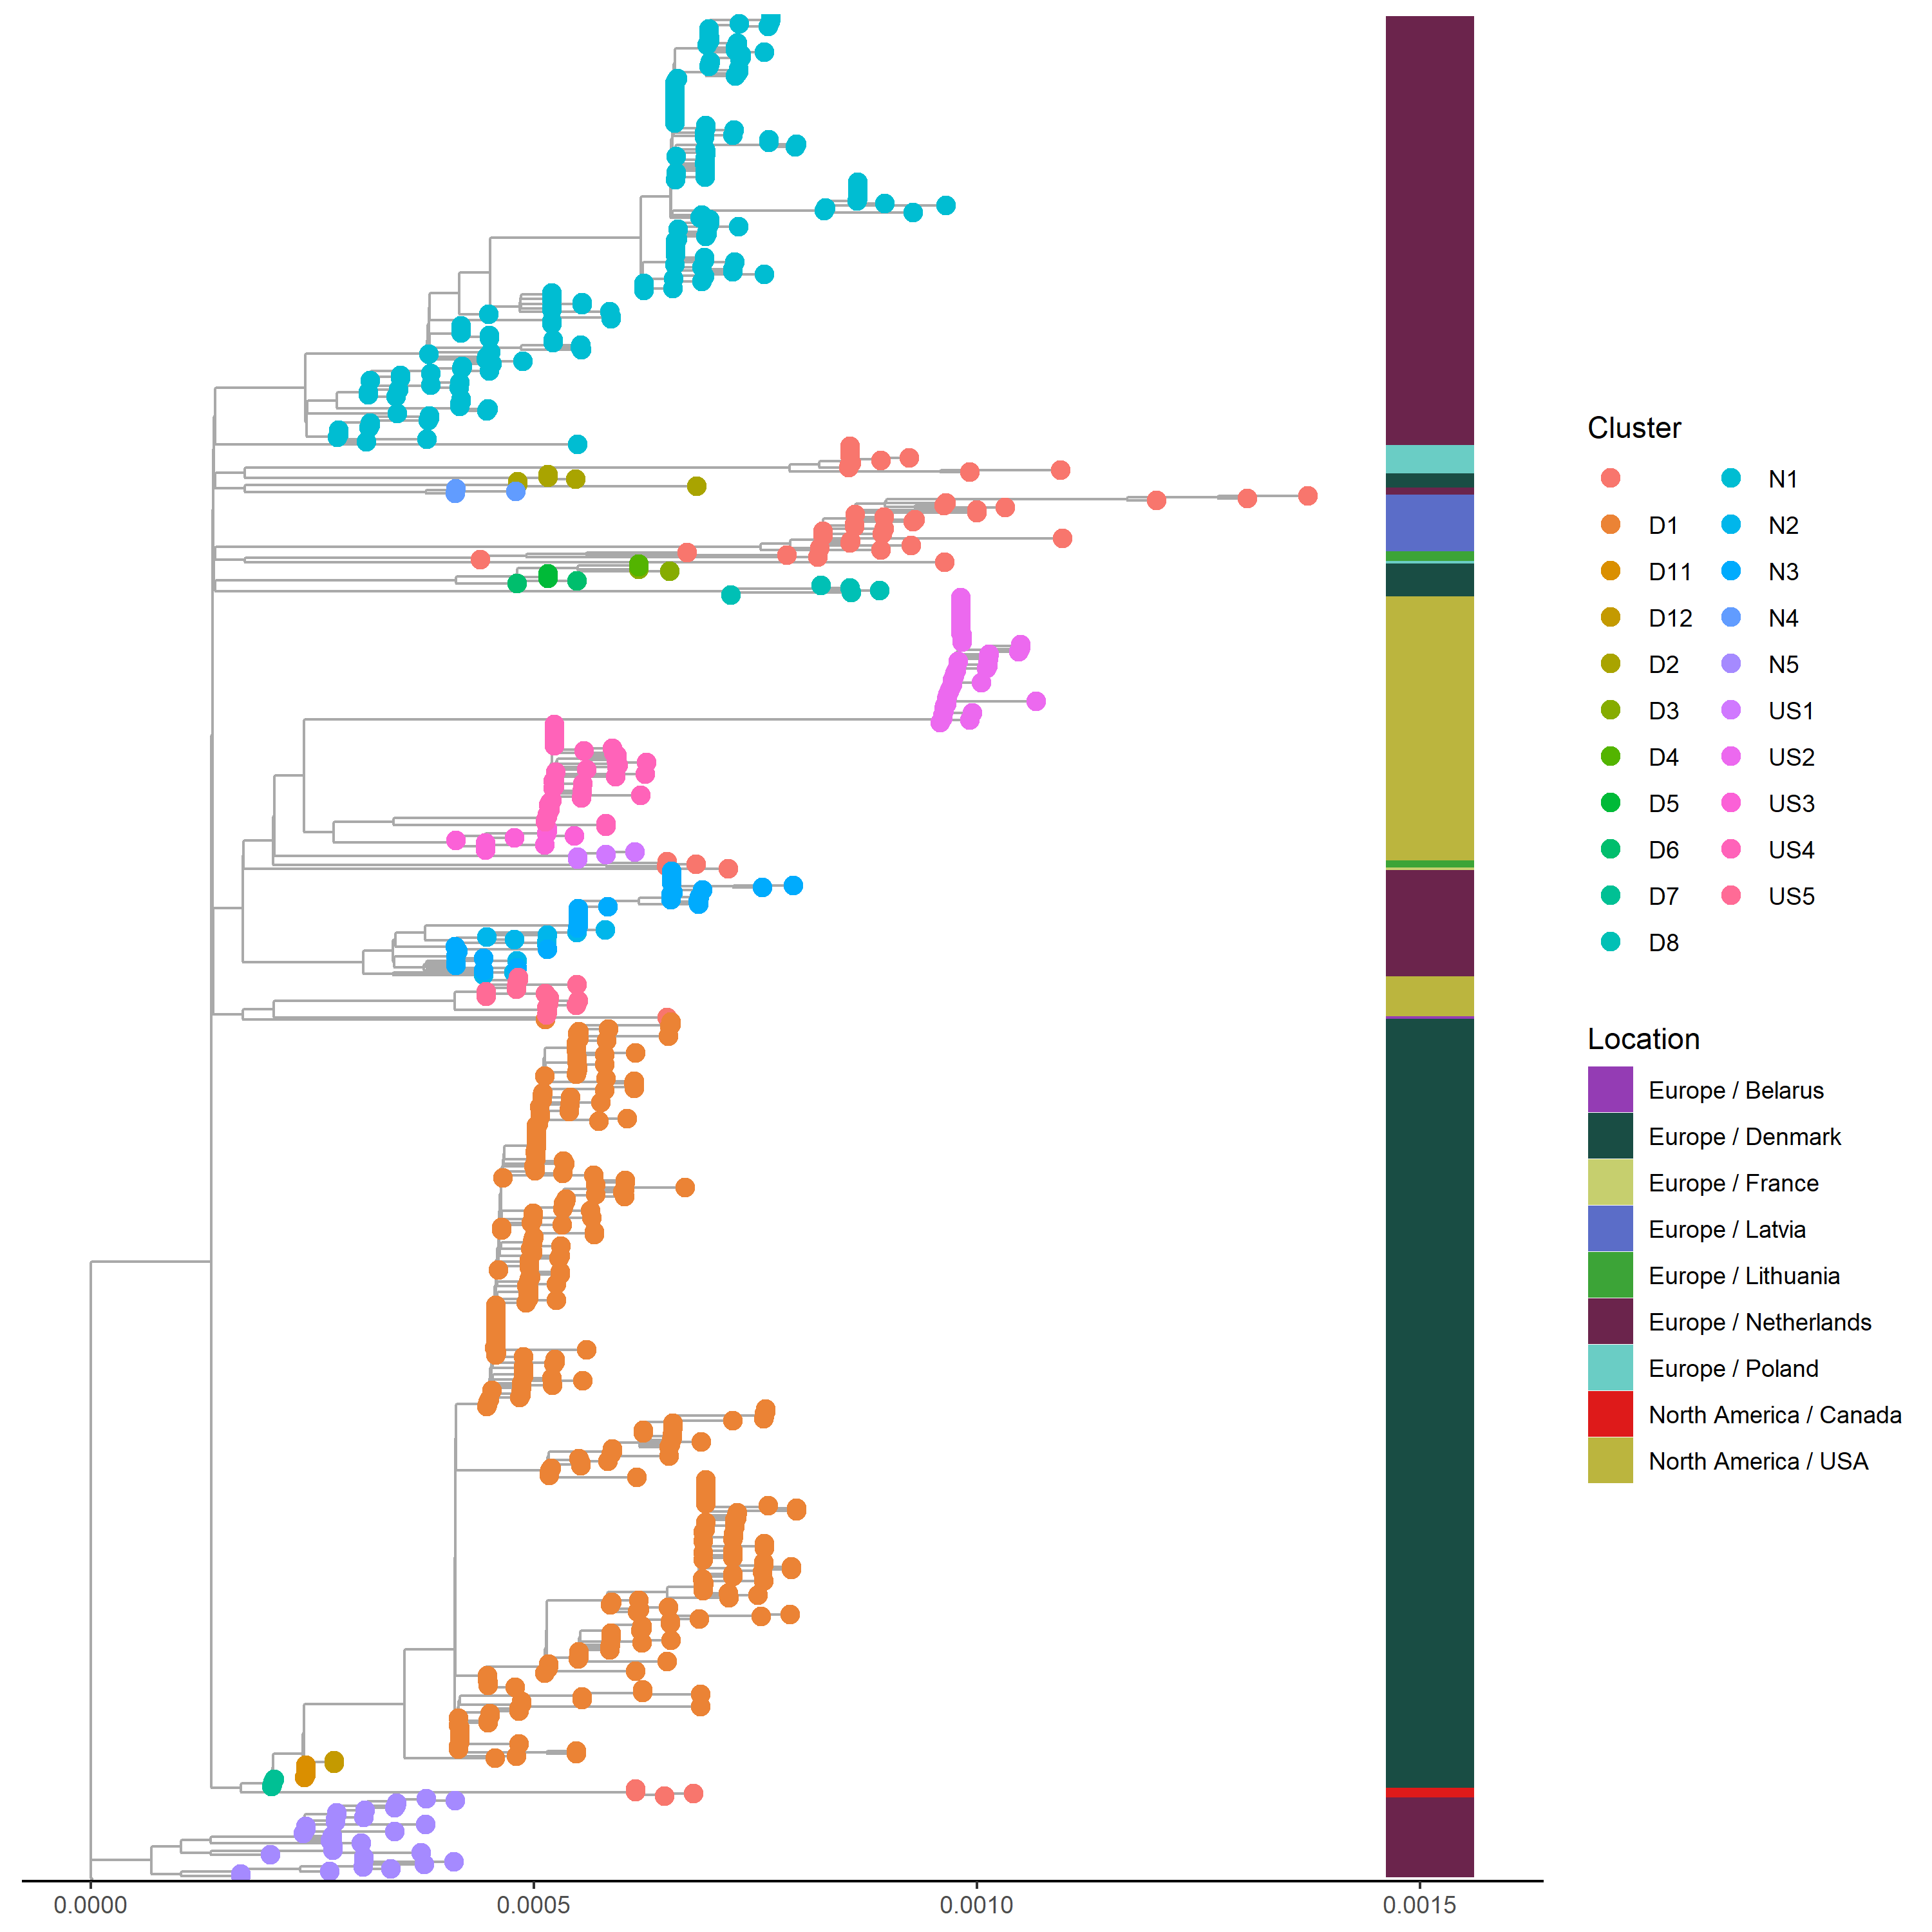 Cluster
N1
D1 N2
D11 N3
D12 N4
D2 N5
D3 US1
D4 US2
D5 US3
D6 US4
D7 US5
D8
Location
Europe / Belarus
Europe / Denmark
Europe / France
Europe / Latvia
Europe / Lithuania
Europe / Netherlands
Europe / Poland
North America / Canada
North America / USA
0.0000 0.0005 0.0010 0.0015